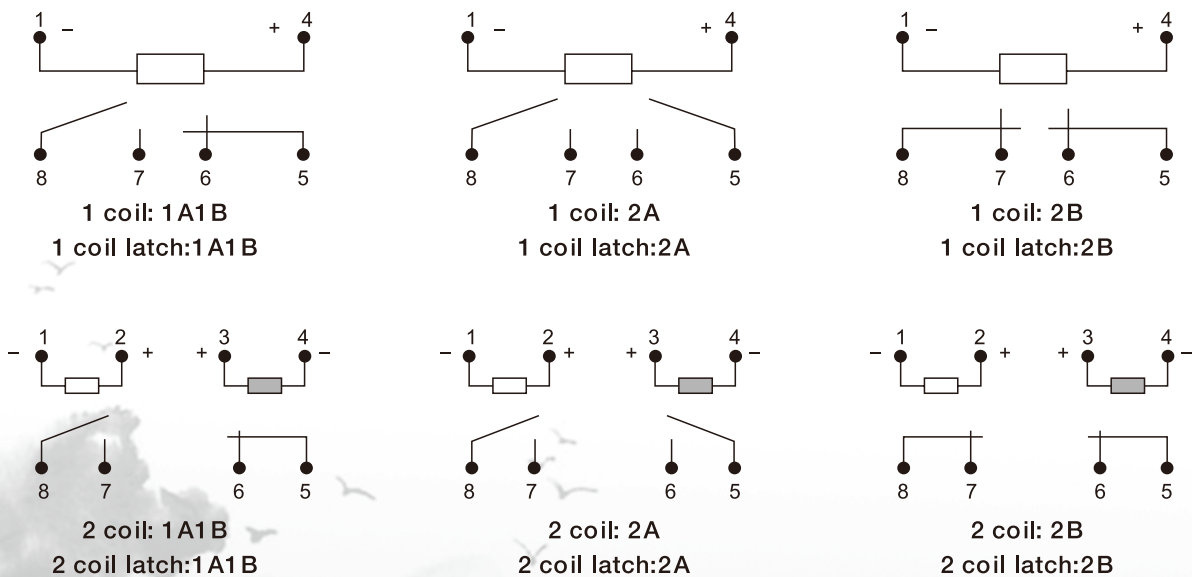 1 − + 4
8 7 6 5
1 coil: 1A1B
1 coil latch:1A1B
1 − + 4
8 7 6 5
1 coil: 2A
1 coil latch:2A
1 − + 4
8 7 6 5
1 coil: 2B
1 coil latch:2B
1 2 3 4
− + + −
8 7 6 5
2 coil: 1A1B
2 coil latch:1A1B
1 2 3 4
− + + −
8 7 6 5
2 coil: 2A
2 coil latch:2A
1 2 3 4
− + + −
8 7 6 5
2 coil: 2B
2 coil latch:2B